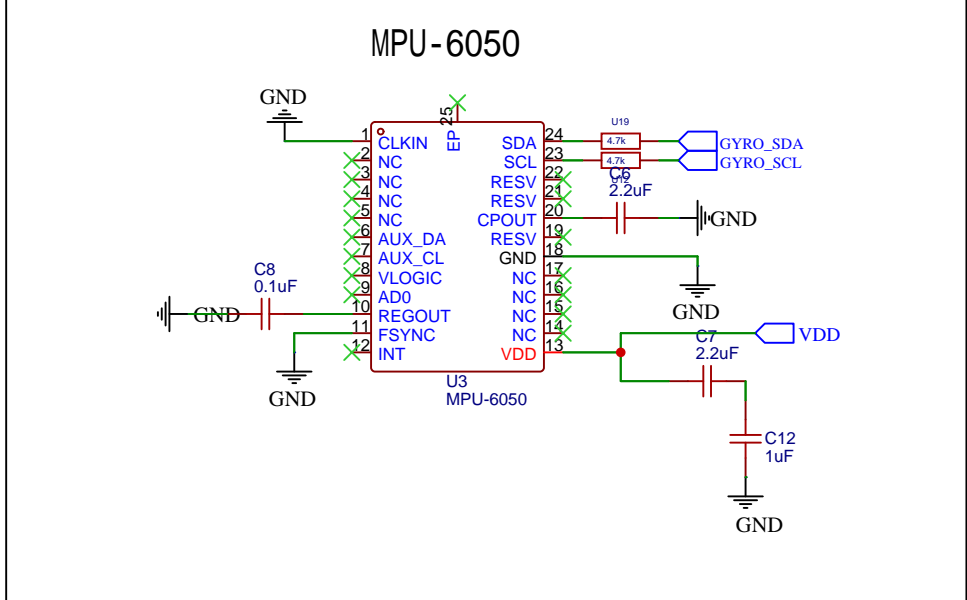 MPU-6050
GND
25
EP
1
CLKIN
2
NC
3
NC
4
NC
5
NC
6
AUX_DA
7
AUX_CL
8
VLOGIC
9
AD0
10
REGOUT
11
FSYNC
12
INT
24
SDA
23
SCL
22
RESV
21
RESV
20
CPOUT
19
RESV
18
GND
17
NC
16
NC
15
NC
14
NC
13
VDD
U19
4.7k
GYRO_SDA
4.7k
GYRO_SCL
U12
C6
2.2uF
GND
GND
C8
0.1uF
GND
GND
C7
2.2uF
VDD
U3
MPU-6050
C12
1uF
GND